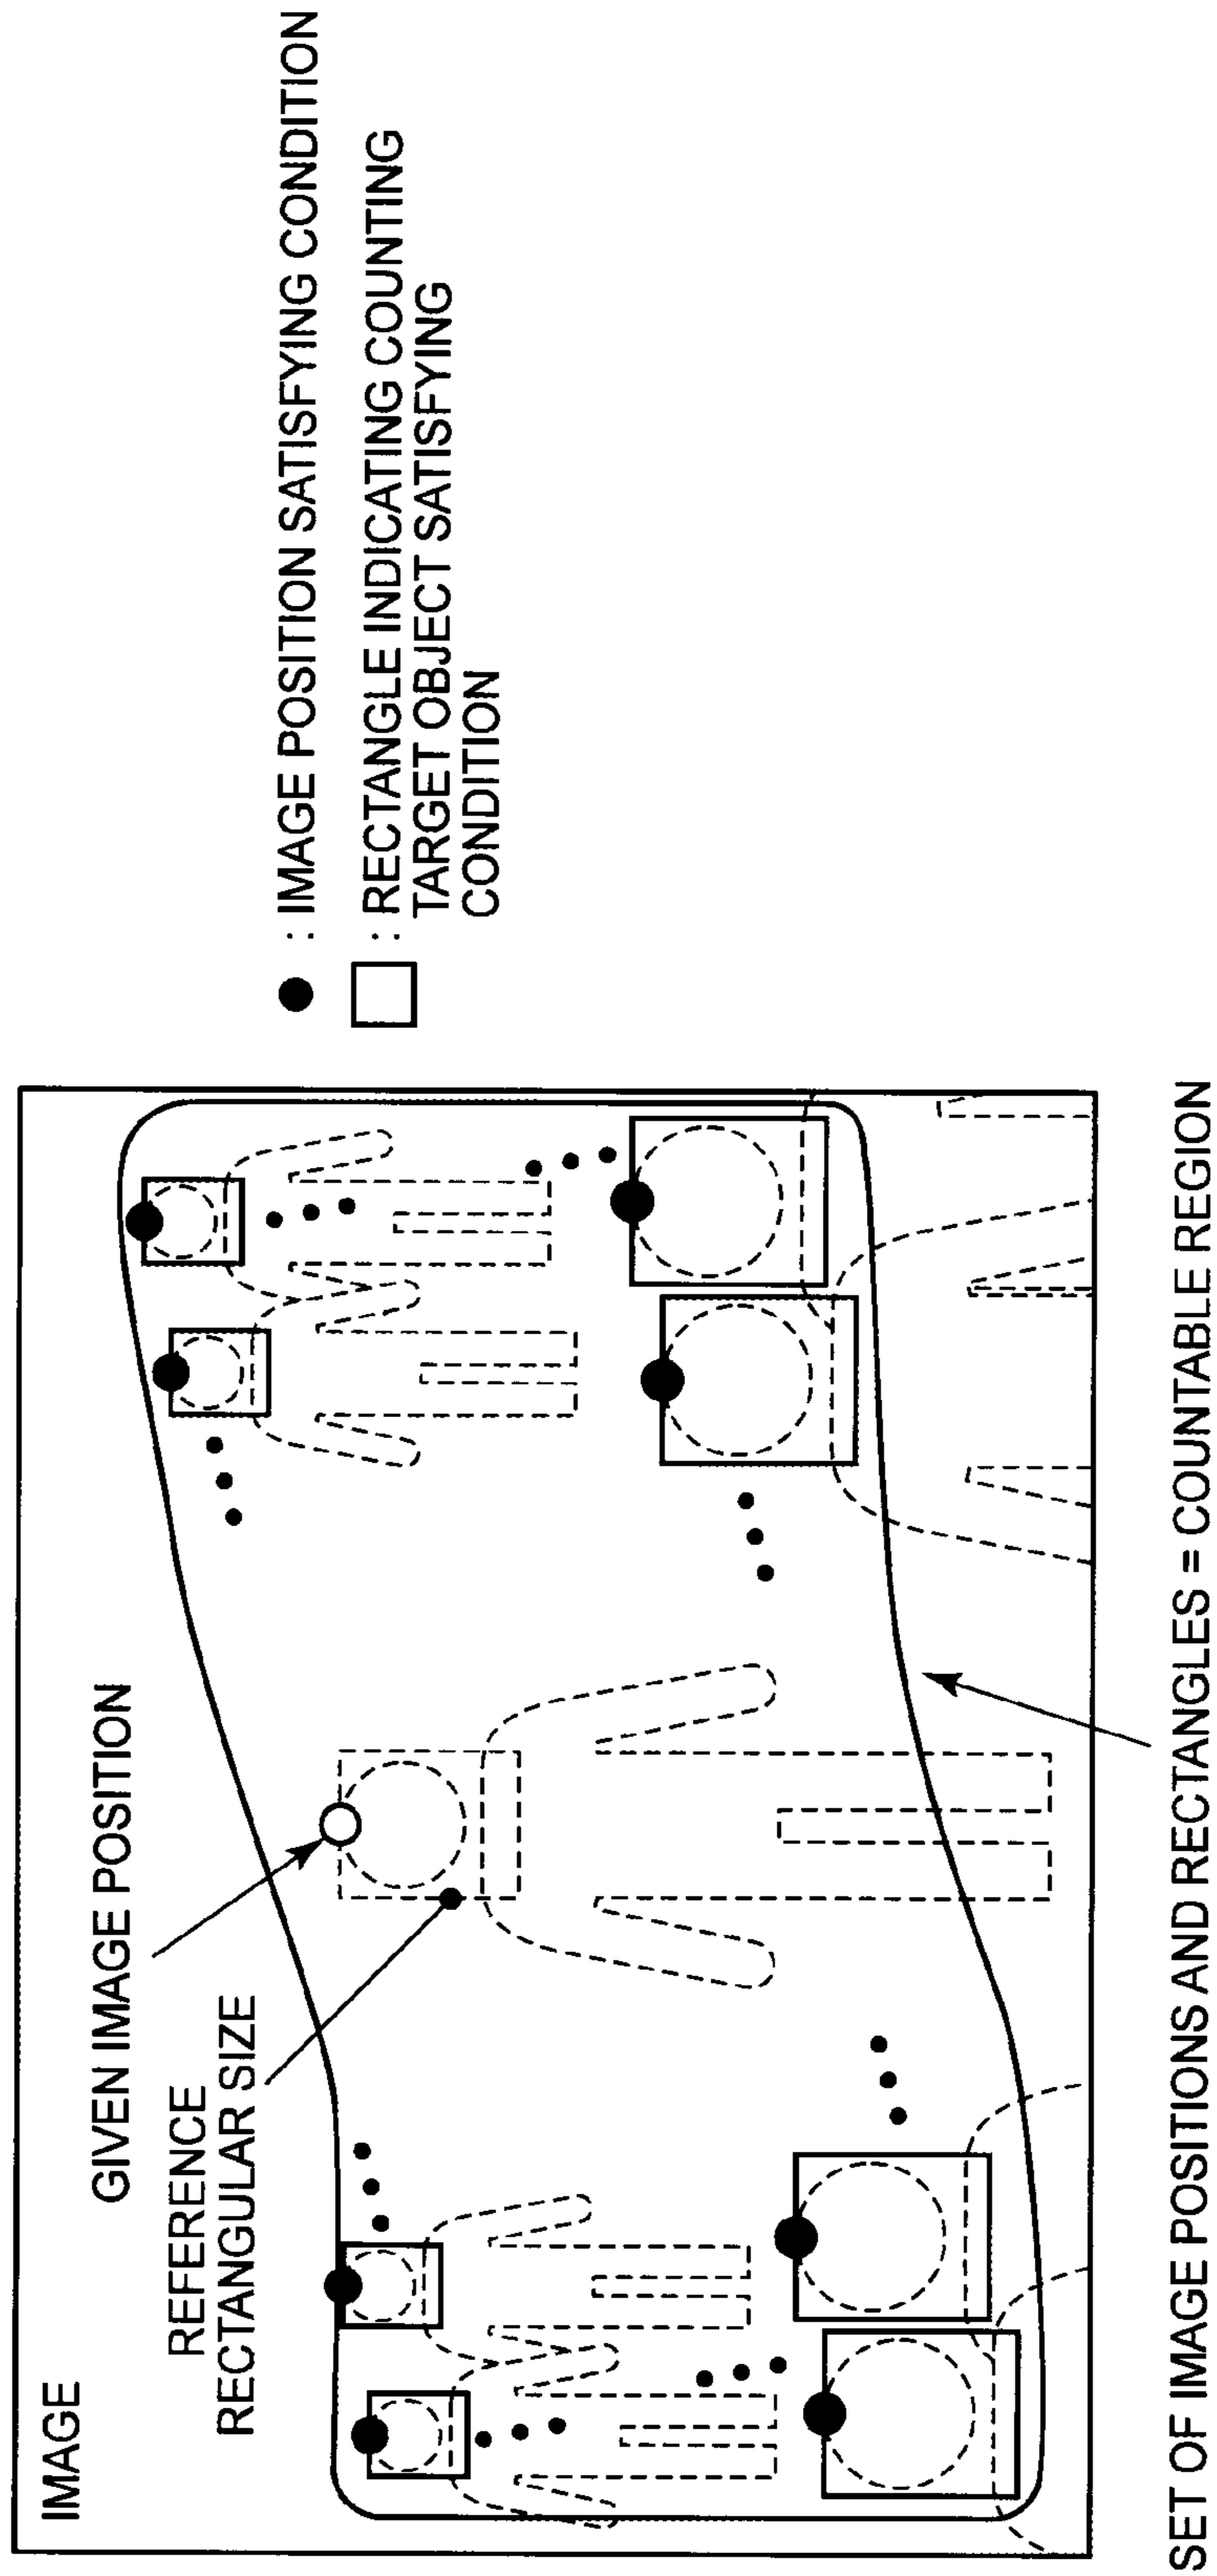 IMAGE
GIVEN IMAGE POSITION
REFERENCE
RECTANGULAR SIZE
SET OF IMAGE POSITIONS AND RECTANGLES = COUNTABLE REGION
: IMAGE POSITION SATISFYING CONDITION
: RECTANGLE INDICATING COUNTING
TARGET OBJECT SATISFYING
CONDITION